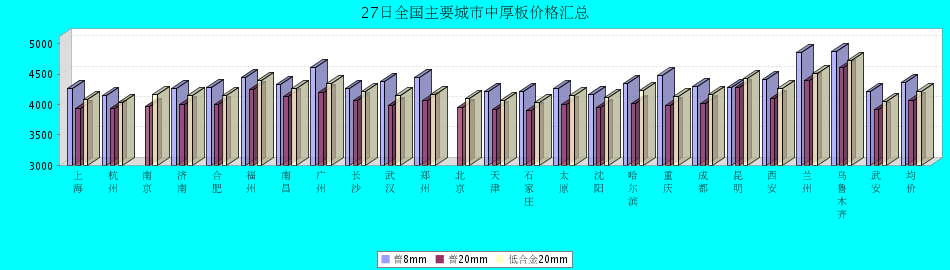 27日全国主要城市中厚板价格汇总
5000
4500
4000
3500
3000
上海 杭州 南京 济南 合肥 福州 南昌 广州 长沙 武汉 郑州 北京 天津 石家庄 太原 沈阳 哈尔滨 重庆 成都 昆明 西安 兰州 乌鲁木齐 武安 均价
普8mm 普20mm 低合金20mm